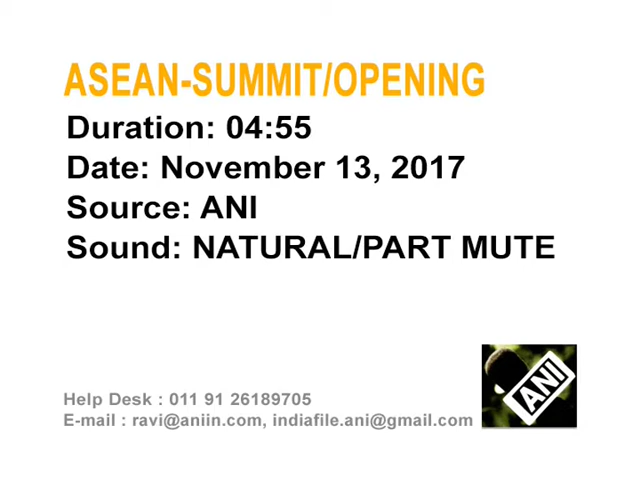 ASEAN-SUMMIT/OPENING
Duration: 04:55
Date: November 13, 2017
Source: ANI
Sound: NATURAL/PART MUTE
Help Desk : 011 91 26189705
E-mail : ravi@aniin.com, indiafile.ani@gmail.com
ANI